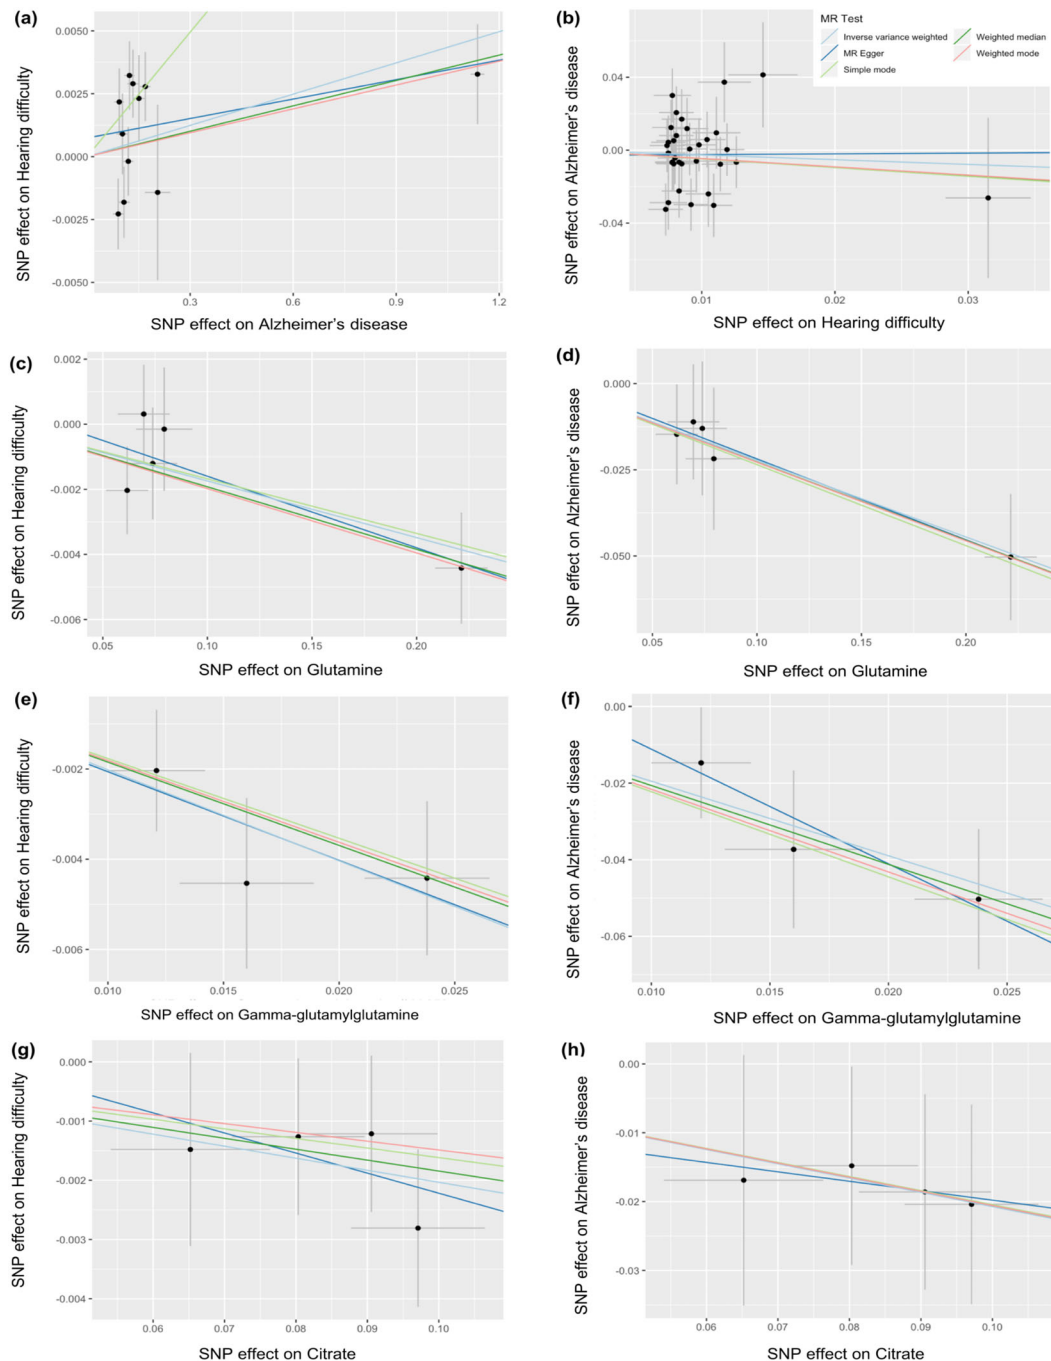 (a)
SNP effect on Hearing difficulty
0.0050
0.0025
0.0000
-0.0025
-0.0050
0.3
0.6
0.9
1.2
SNP effect on Alzheimer's disease
(b)
SNP effect on Alzheimer's disease
0.04
0.00
-0.04
0.01
0.02
0.03
SNP effect on Hearing difficulty
MR Test
Inverse variance weighted
MR Egger
Simple mode
Weighted median
Weighted mode
(c)
SNP effect on Hearing difficulty
0.002
0.000
-0.002
-0.004
-0.006
0.05
0.10
0.15
0.20
SNP effect on Glutamine
(d)
SNP effect on Alzheimer's disease
0.000
-0.025
-0.050
0.05
0.10
0.15
0.20
SNP effect on Glutamine
(e)
SNP effect on Hearing difficulty
-0.002
-0.004
-0.006
0.010
0.015
0.020
0.025
SNP effect on Gamma-glutamylglutamine
(f)
SNP effect on Alzheimer's disease
0.00
-0.02
-0.04
-0.06
0.010
0.015
0.020
0.025
SNP effect on Gamma-glutamylglutamine
(g)
SNP effect on Hearing difficulty
0.000
-0.001
-0.002
-0.003
-0.004
0.06
0.07
0.08
0.09
0.10
SNP effect on Citrate
(h)
SNP effect on Alzheimer's disease
0.00
-0.01
-0.02
-0.03
0.06
0.07
0.08
0.09
0.10
SNP effect on Citrate